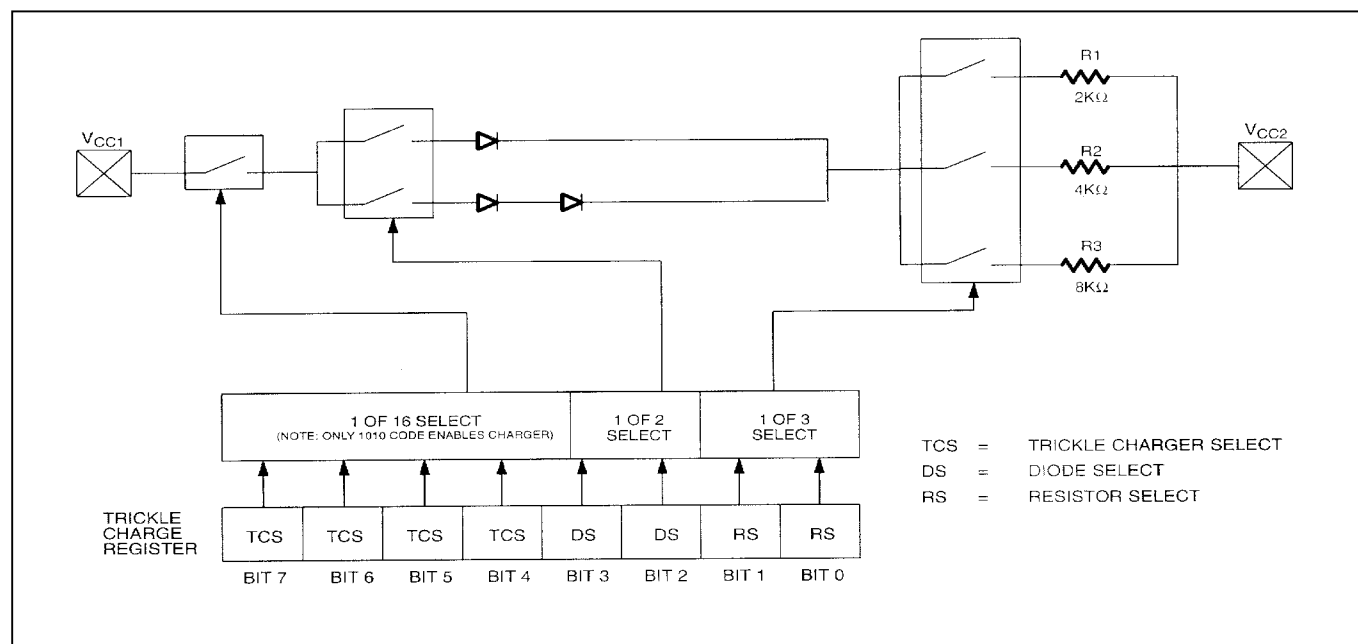 R1
2KΩ
VCC1
VCC2
R2
4KΩ
R3
8KΩ
1 OF 16 SELECT
(NOTE: ONLY 1010 CODE ENABLES CHARGER)
1 OF 2
SELECT
1 OF 3
SELECT
TCS = TRICKLE CHARGER SELECT
DS = DIODE SELECT
RS = RESISTOR SELECT
TRICKLE
CHARGE
REGISTER
TCS TCS TCS TCS DS DS RS RS
BIT 7 BIT 6 BIT 5 BIT 4 BIT 3 BIT 2 BIT 1 BIT 0